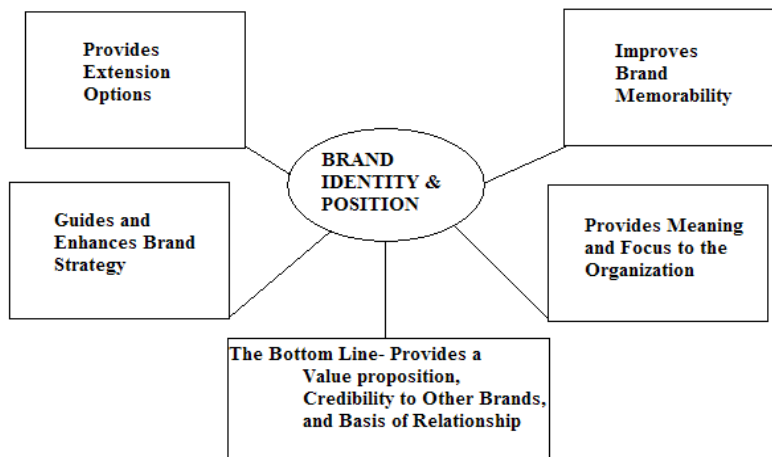 Provides
Extension
Options
Improves
Brand
Memorability
BRAND
IDENTITY &
POSITION
Guides and
Enhances Brand
Strategy
Provides Meaning
and Focus to the
Organization
The Bottom Line- Provides a
Value proposition,
Credibility to Other Brands,
and Basis of Relationship